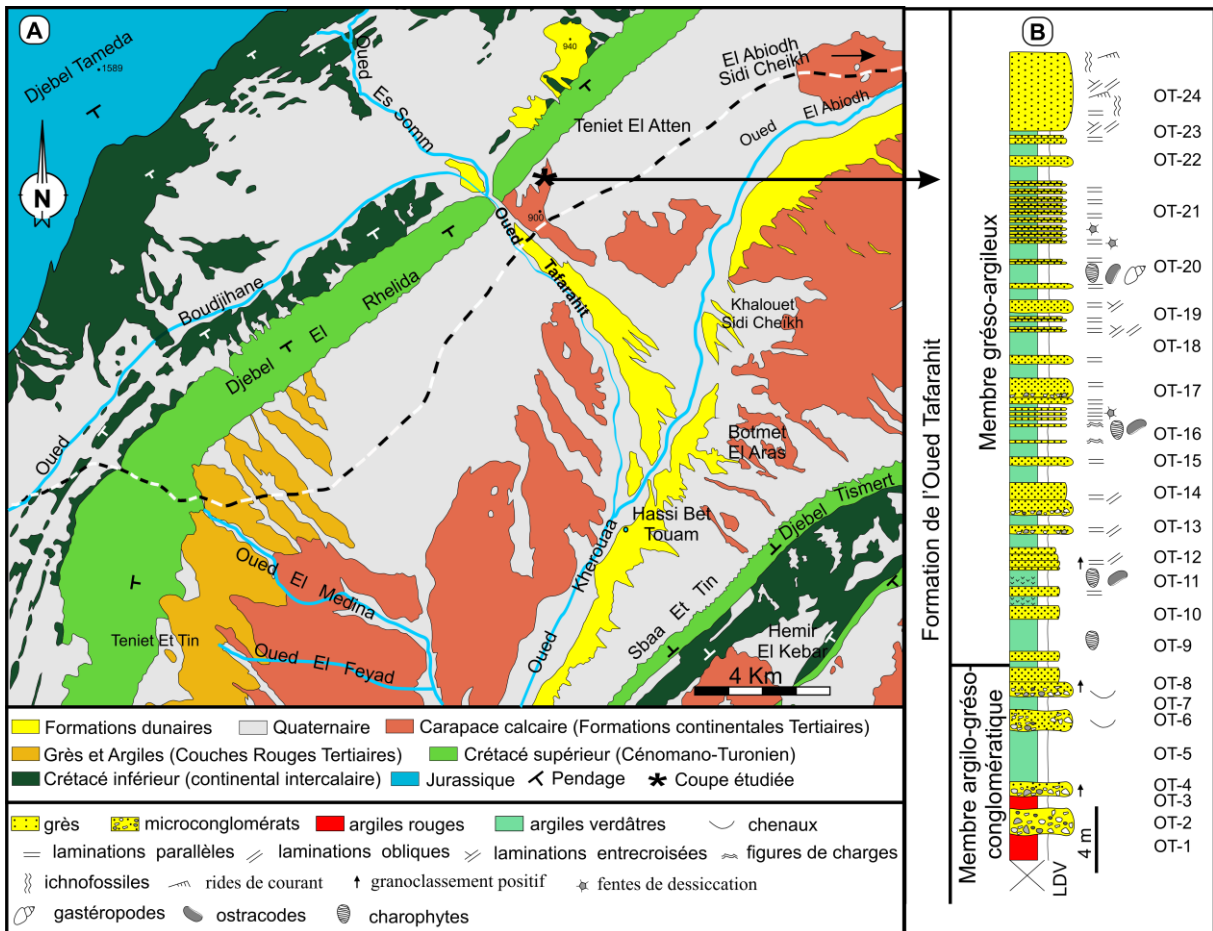 A
Djebel Tameda
1589
N
Oued
Es Somm
940
El Abiodh
Sidi Cheikh
Teniet El Atten
Oued
El Abiodh
900
Oued
Tafarahit
Boudjihane
Oued
Djebel El Rhelida
Khalouet
Sidi Cheikh
Botmet
El Aras
Hassi Bet
Touam
Kherouaa
Oued
Sbaa Et Tin
Djebel Tismert
Hemir
El Kebar
Oued El Medina
Oued El Feyad
Teniet Et Tin
4 Km
Formations dunaires
Quaternaire
Carapace calcaire (Formations continentales Tertiaires)
Grès et Argiles (Couches Rouges Tertiaires)
Crétacé supérieur (Cénomano-Turonien)
Crétacé inférieur (continental intercalaire)
Jurassique
Pendage
Coupe étudiée
grès
microconglomérats
argiles rouges
argiles verdâtres
chenaux
laminations parallèles
laminations obliques
laminations entrecroisées
figures de charges
ichnofossiles
rides de courant
granoclassement positif
fentes de dessiccation
gastéropodes
ostracodes
charophytes
Formation de l'Oued Tafarahit
B
Membre gréso-argileux
Membre argilo-gréso-
conglomératique
OT-24
OT-23
OT-22
OT-21
OT-20
OT-19
OT-18
OT-17
OT-16
OT-15
OT-14
OT-13
OT-12
OT-11
OT-10
OT-9
OT-8
OT-7
OT-6
OT-5
OT-4
OT-3
OT-2
OT-1
4 m
LDV